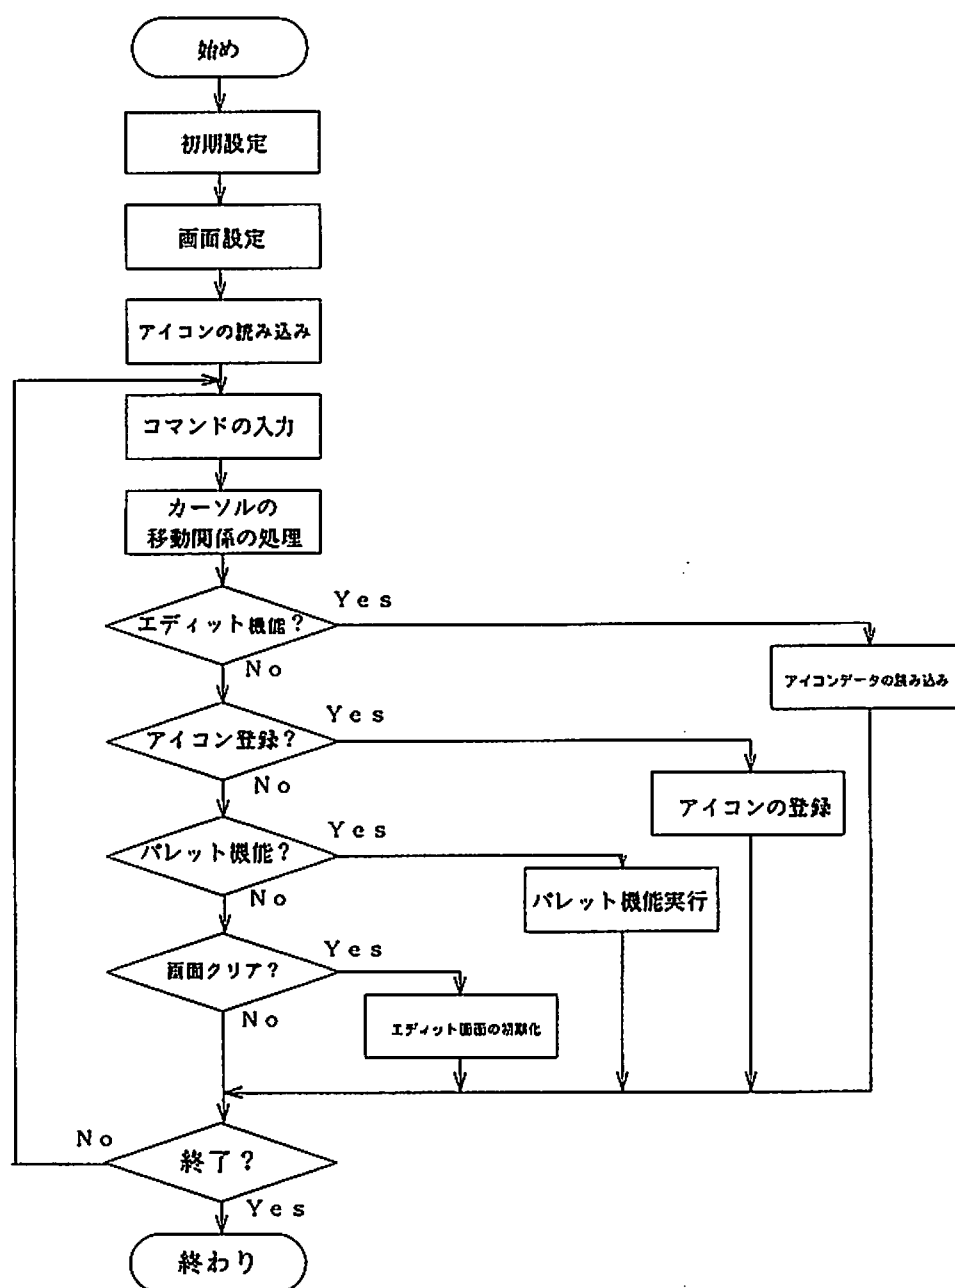 始め
初期設定
画面設定
アイコンの読み込み
コマンドの入力
カーソルの
移動関係の処理
エディット機能?
Yes
No
アイコンデータの読み込み
アイコン登録?
Yes
No
アイコンの登録
パレット機能?
Yes
No
パレット機能実行
画面クリア?
Yes
No
エディット画面の初期化
終了?
No
Yes
終わり